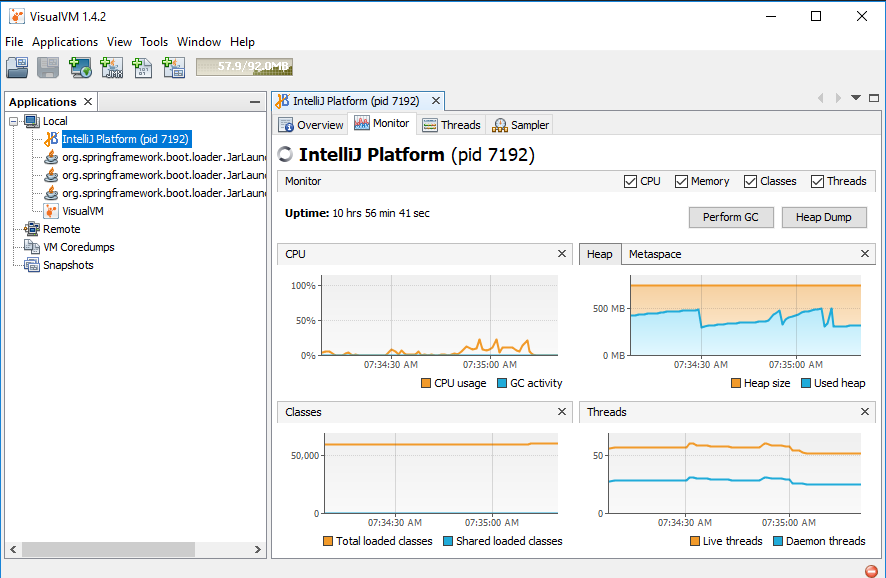 VisualVM 1.4.2
File Applications View Tools Window Help
57.9/92.0MB
Applications
Local
IntelliJ Platform (pid 7192)
org.springframework.boot.loader.JarLaun
org.springframework.boot.loader.JarLaun
org.springframework.boot.loader.JarLaun
VisualVM
Remote
VM Coredumps
Snapshots
IntelliJ Platform (pid 7192)
Overview Monitor Threads Sampler
IntelliJ Platform (pid 7192)
Monitor CPU Memory Classes Threads
Uptime: 10 hrs 56 min 41 sec
Perform GC Heap Dump
CPU
100%
50%
0%
07:34:30 AM 07:35:00 AM
CPU usage GC activity
Heap Metaspace
500 MB
0 MB
07:34:30 AM 07:35:00 AM
Heap size Used heap
Classes
50,000
0
07:34:30 AM 07:35:00 AM
Total loaded classes Shared loaded classes
Threads
50
0
07:34:30 AM 07:35:00 AM
Live threads Daemon threads